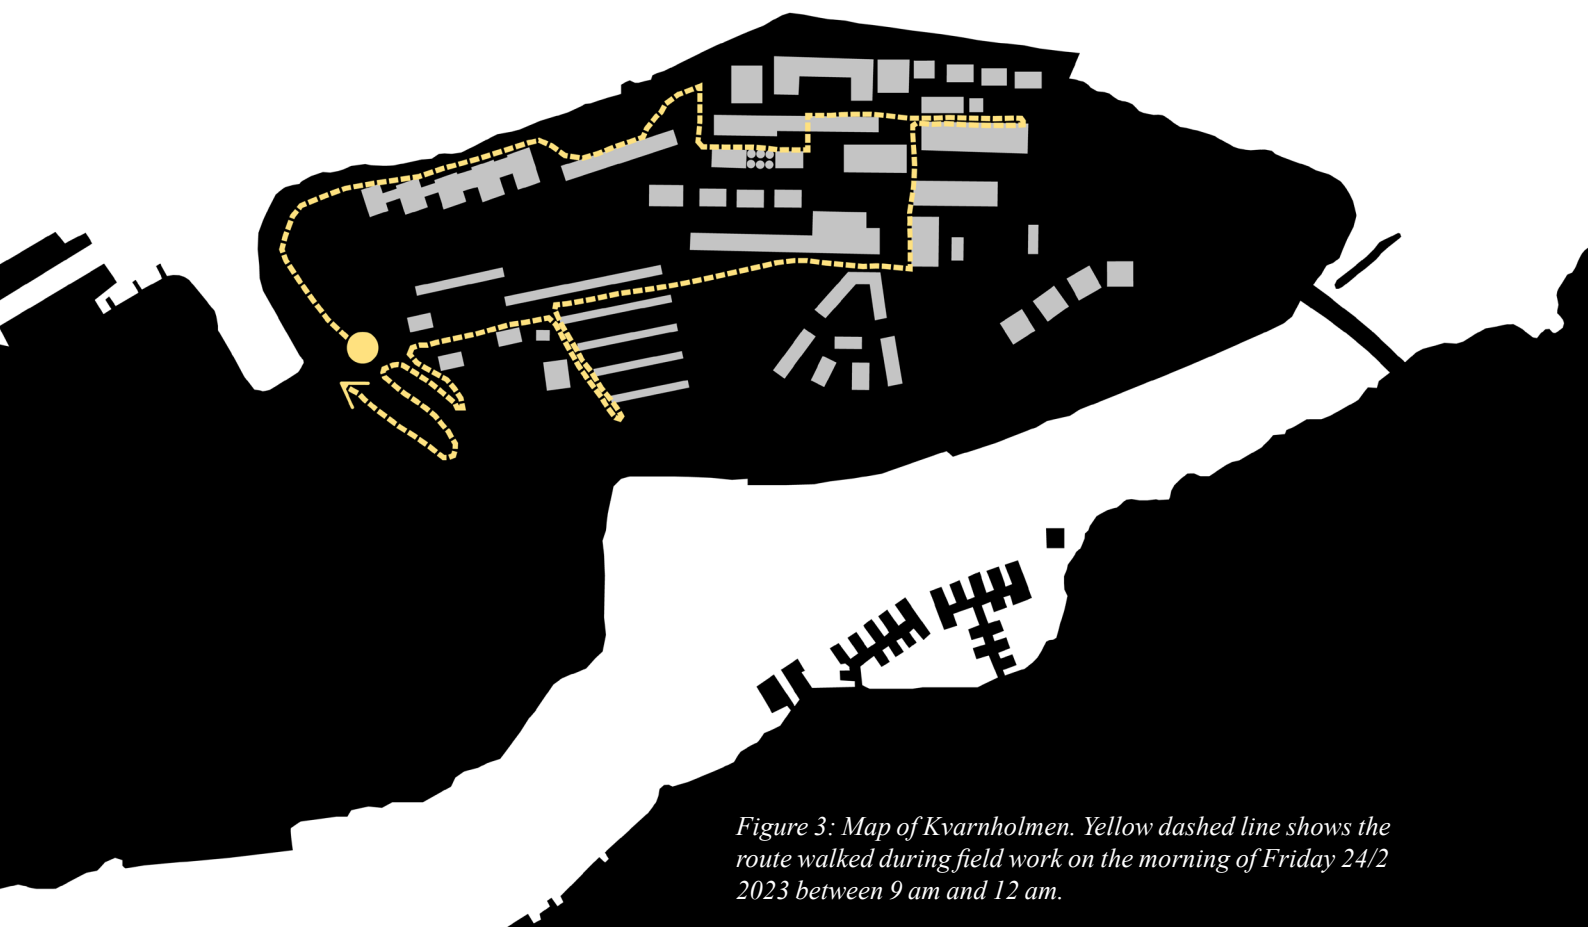 Figure 3: Map of Kvarnholmen. Yellow dashed line shows the
route walked during field work on the morning of Friday 24/2
2023 between 9 am and 12 am.